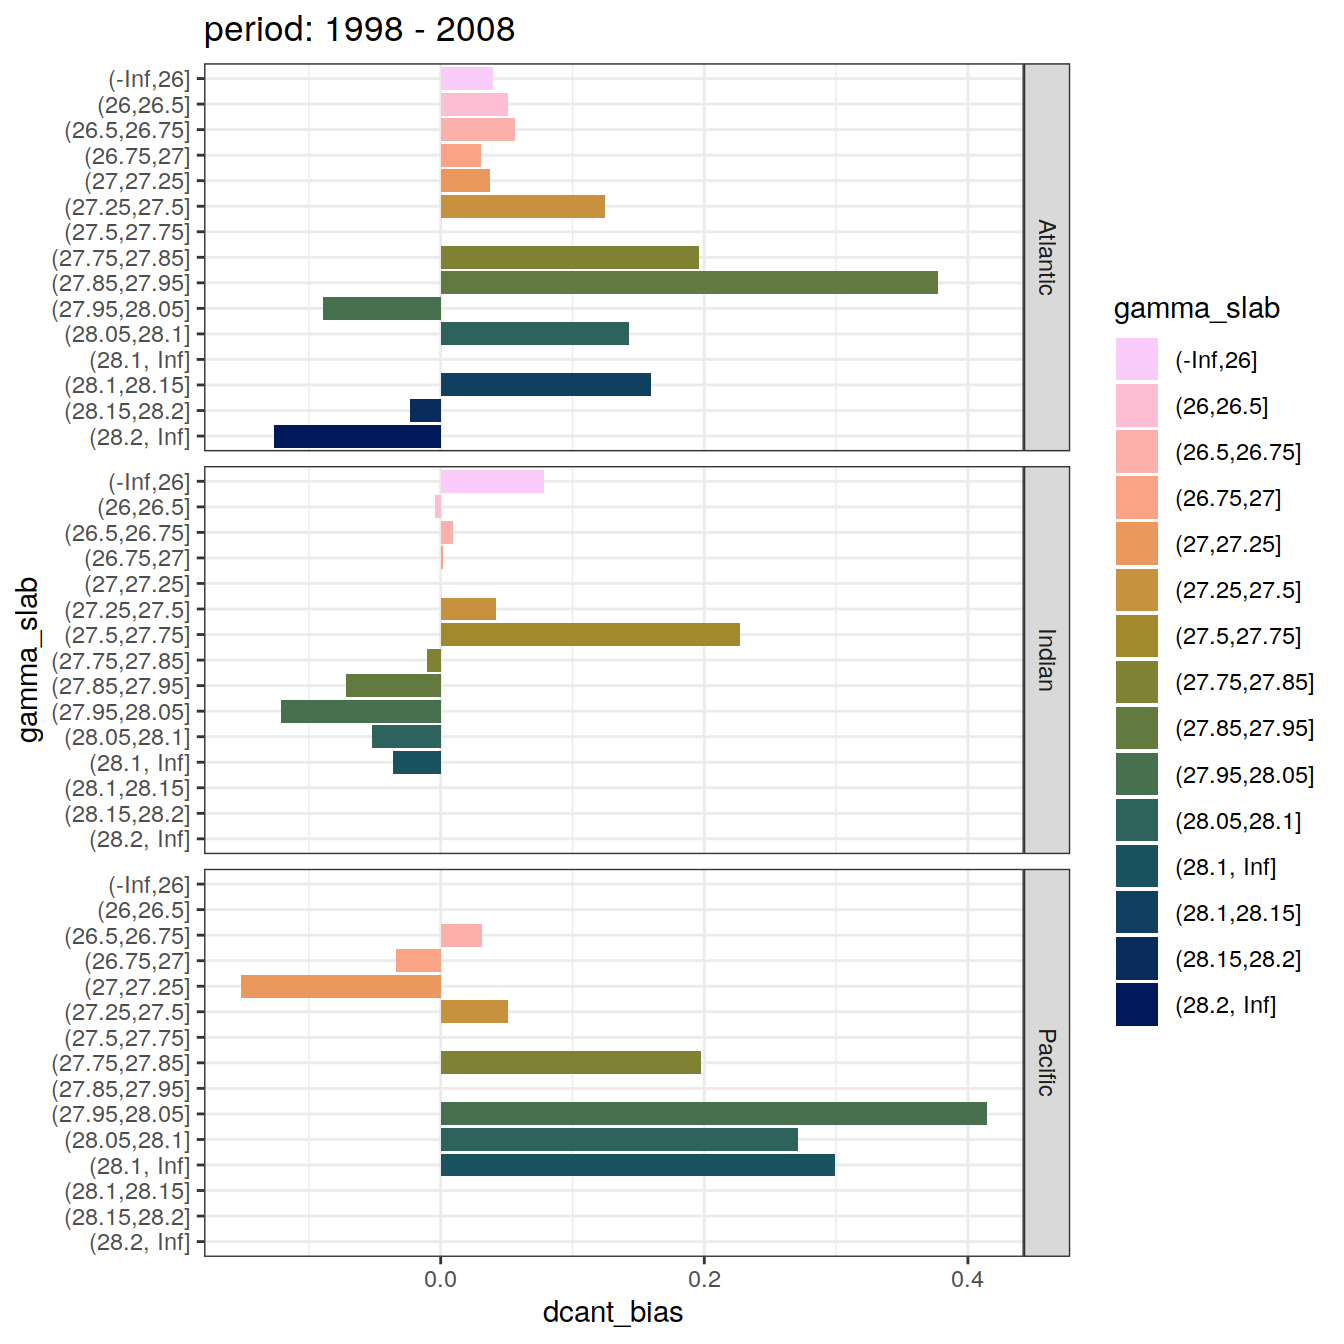 period: 1998 - 2008
gamma_slab
(-Inf,26]
(26,26.5]
(26.5,26.75]
(26.75,27]
(27,27.25]
(27.25,27.5]
(27.5,27.75]
(27.75,27.85]
(27.85,27.95]
(27.95,28.05]
(28.05,28.1]
(28.1, Inf]
(28.1,28.15]
(28.15,28.2]
(28.2, Inf]
Atlantic
(-Inf,26]
(26,26.5]
(26.5,26.75]
(26.75,27]
(27,27.25]
(27.25,27.5]
(27.5,27.75]
(27.75,27.85]
(27.85,27.95]
(27.95,28.05]
(28.05,28.1]
(28.1, Inf]
(28.1,28.15]
(28.15,28.2]
(28.2, Inf]
Indian
(-Inf,26]
(26,26.5]
(26.5,26.75]
(26.75,27]
(27,27.25]
(27.25,27.5]
(27.5,27.75]
(27.75,27.85]
(27.85,27.95]
(27.95,28.05]
(28.05,28.1]
(28.1, Inf]
(28.1,28.15]
(28.15,28.2]
(28.2, Inf]
Pacific
0.0 0.2 0.4
dcant_bias
gamma_slab
(-Inf,26]
(26,26.5]
(26.5,26.75]
(26.75,27]
(27,27.25]
(27.25,27.5]
(27.5,27.75]
(27.75,27.85]
(27.85,27.95]
(27.95,28.05]
(28.05,28.1]
(28.1, Inf]
(28.1,28.15]
(28.15,28.2]
(28.2, Inf]